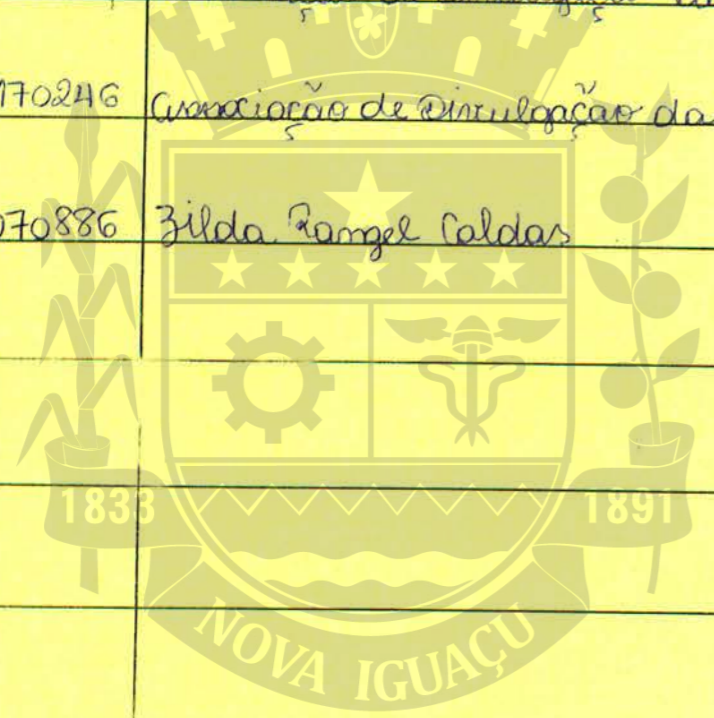 170246 Associação de Divulgação da
070886 Zilda Rangel Caldas
1833 1891
NOVA IGUAÇU